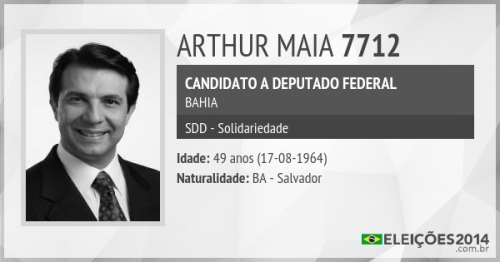 ARTHUR MAIA 7712
CANDIDATO A DEPUTADO FEDERAL
BAHIA
SDD - Solidariedade
Idade: 49 anos (17-08-1964)
Naturalidade: BA - Salvador
ELEIÇÕES2014
.com.br